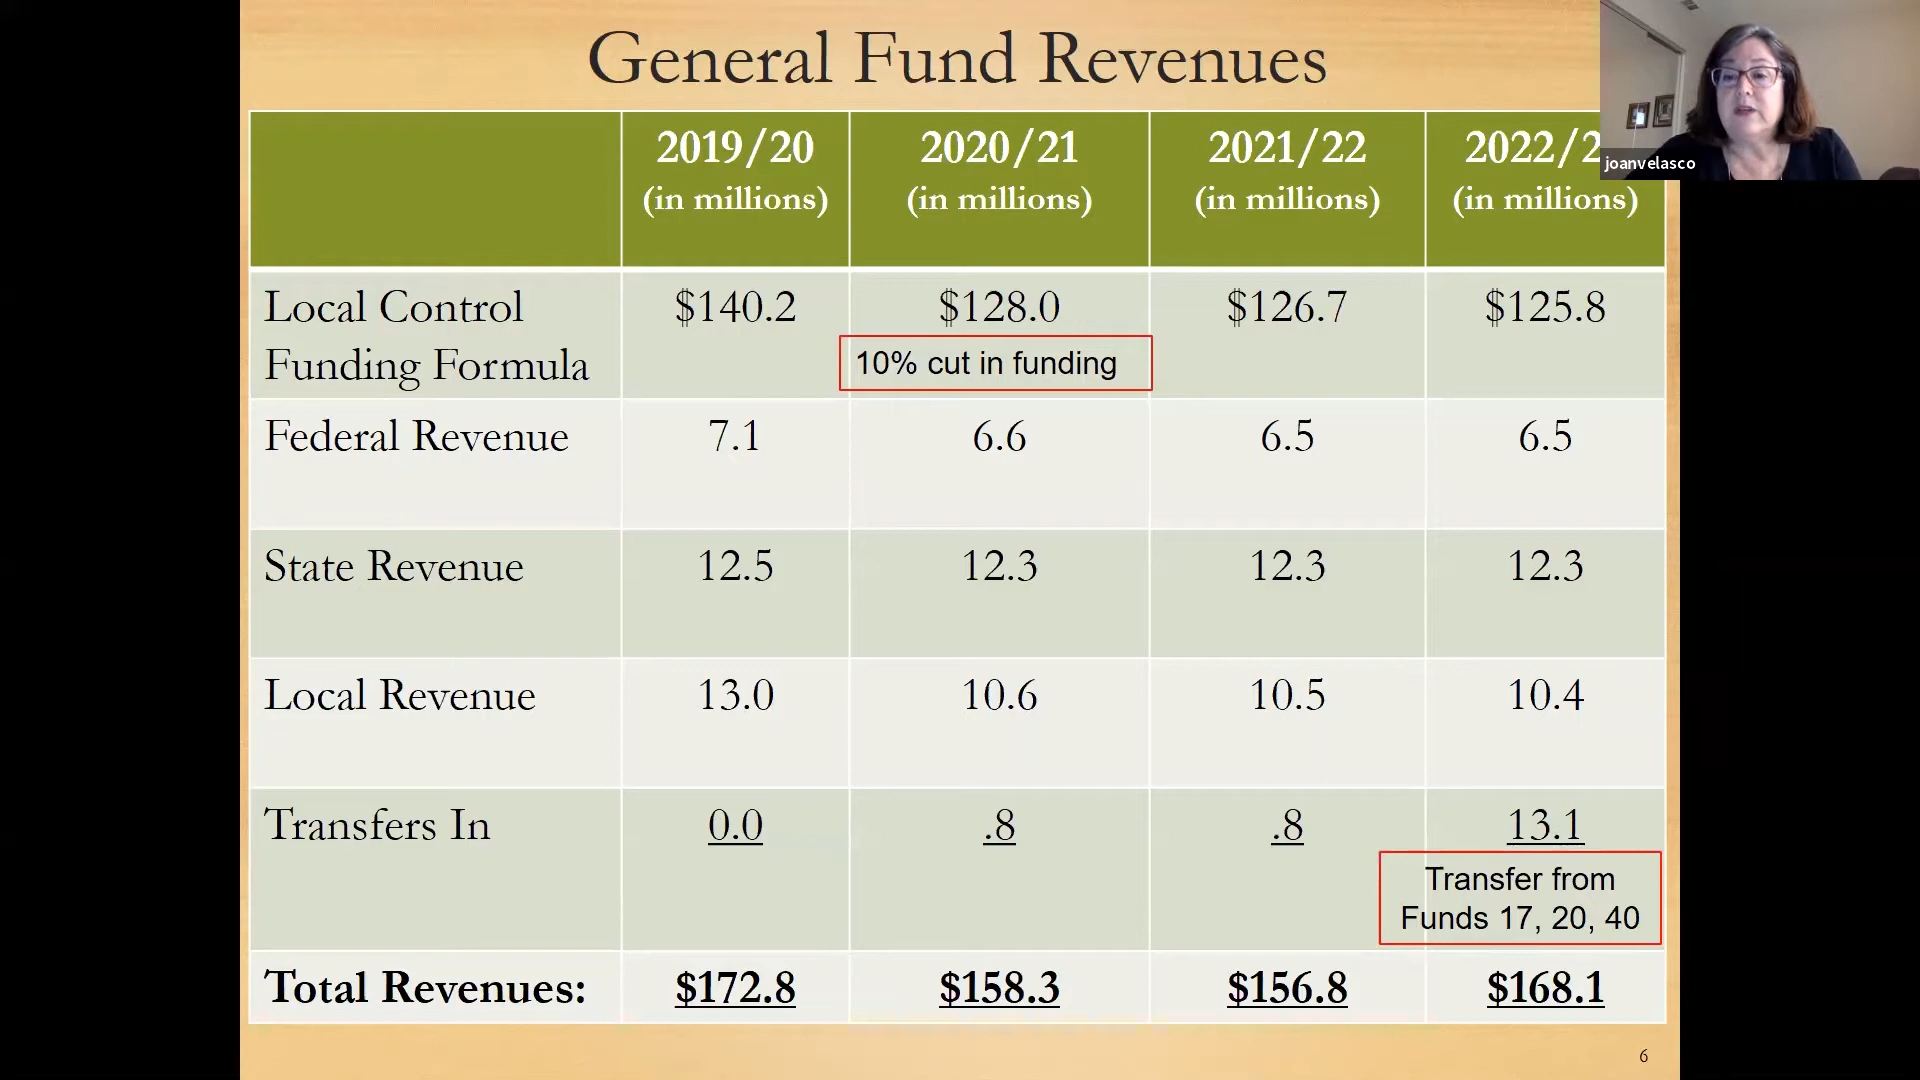 General Fund Revenues
joanvelasco
2019/20 2020/21 2021/22 2022/2
(in millions) (in millions) (in millions) (in millions)
Local Control $140.2 $128.0 $126.7 $125.8
Funding Formula 10% cut in funding
Federal Revenue 7.1 6.6 6.5 6.5
State Revenue 12.5 12.3 12.3 12.3
Local Revenue 13.0 10.6 10.5 10.4
Transfers In 0.0 .8 .8 13.1
Transfer from
Funds 17, 20, 40
Total Revenues: $172.8 $158.3 $156.8 $168.1
6